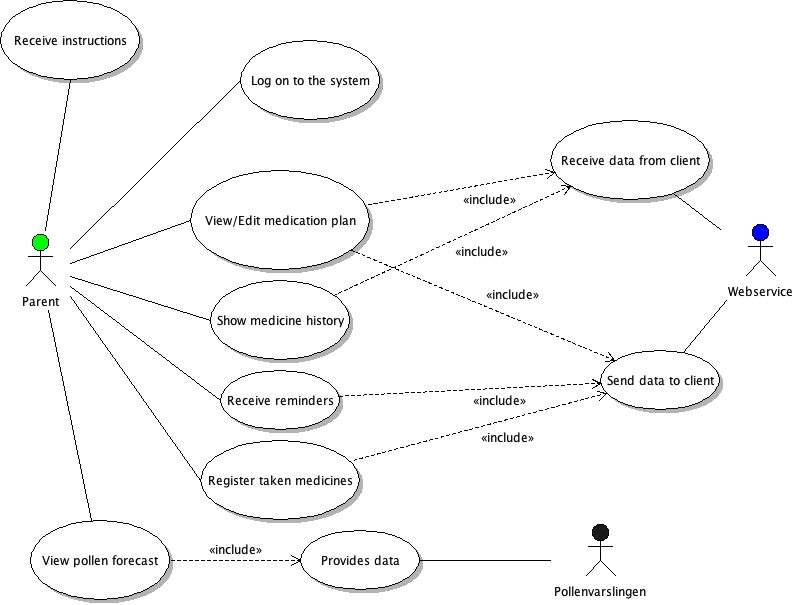 Receive instructions
Log on to the system
Receive data from client
View/Edit medication plan
«include»
«include»
Webservice
«include»
Parent
Show medicine history
Send data to client
Receive reminders
«include»
«include»
Register taken medicines
«include»
View pollen forecast
Provides data
Pollenvarslingen